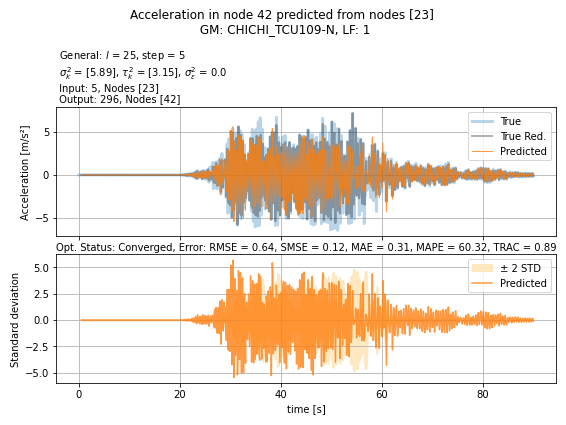 Acceleration in node 42 predicted from nodes [23]
GM: CHICHI_TCU109-N, LF: 1
General: l = 25, step = 5
σ²ₖ = [5.89], τ²ₖ = [3.15], σ²ε = 0.0
Input: 5, Nodes [23]
Output: 296, Nodes [42]
Acceleration [m/s²]
5
0
−5
True
True Red.
Predicted
Opt. Status: Converged, Error: RMSE = 0.64, SMSE = 0.12, MAE = 0.31, MAPE = 60.32, TRAC = 0.89
Standard deviation
5.0
2.5
0.0
−2.5
−5.0
± 2 STD
Predicted
0 20 40 60 80
time [s]